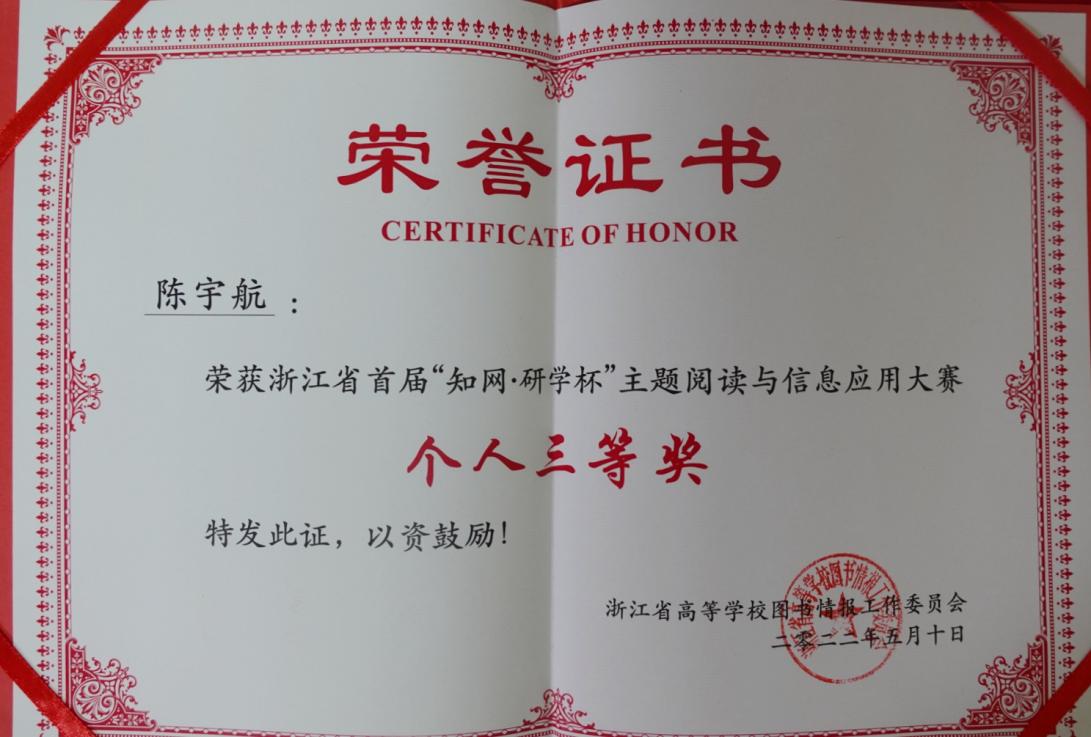 荣誉证书
CERTIFICATE OF HONOR
陈宇航：
荣获浙江省首届“知网·研学杯”主题阅读与信息应用大赛
个人三等奖
特发此证，以资鼓励！
浙江省高等学校图书情报工作委员会
二零二二年五月十日